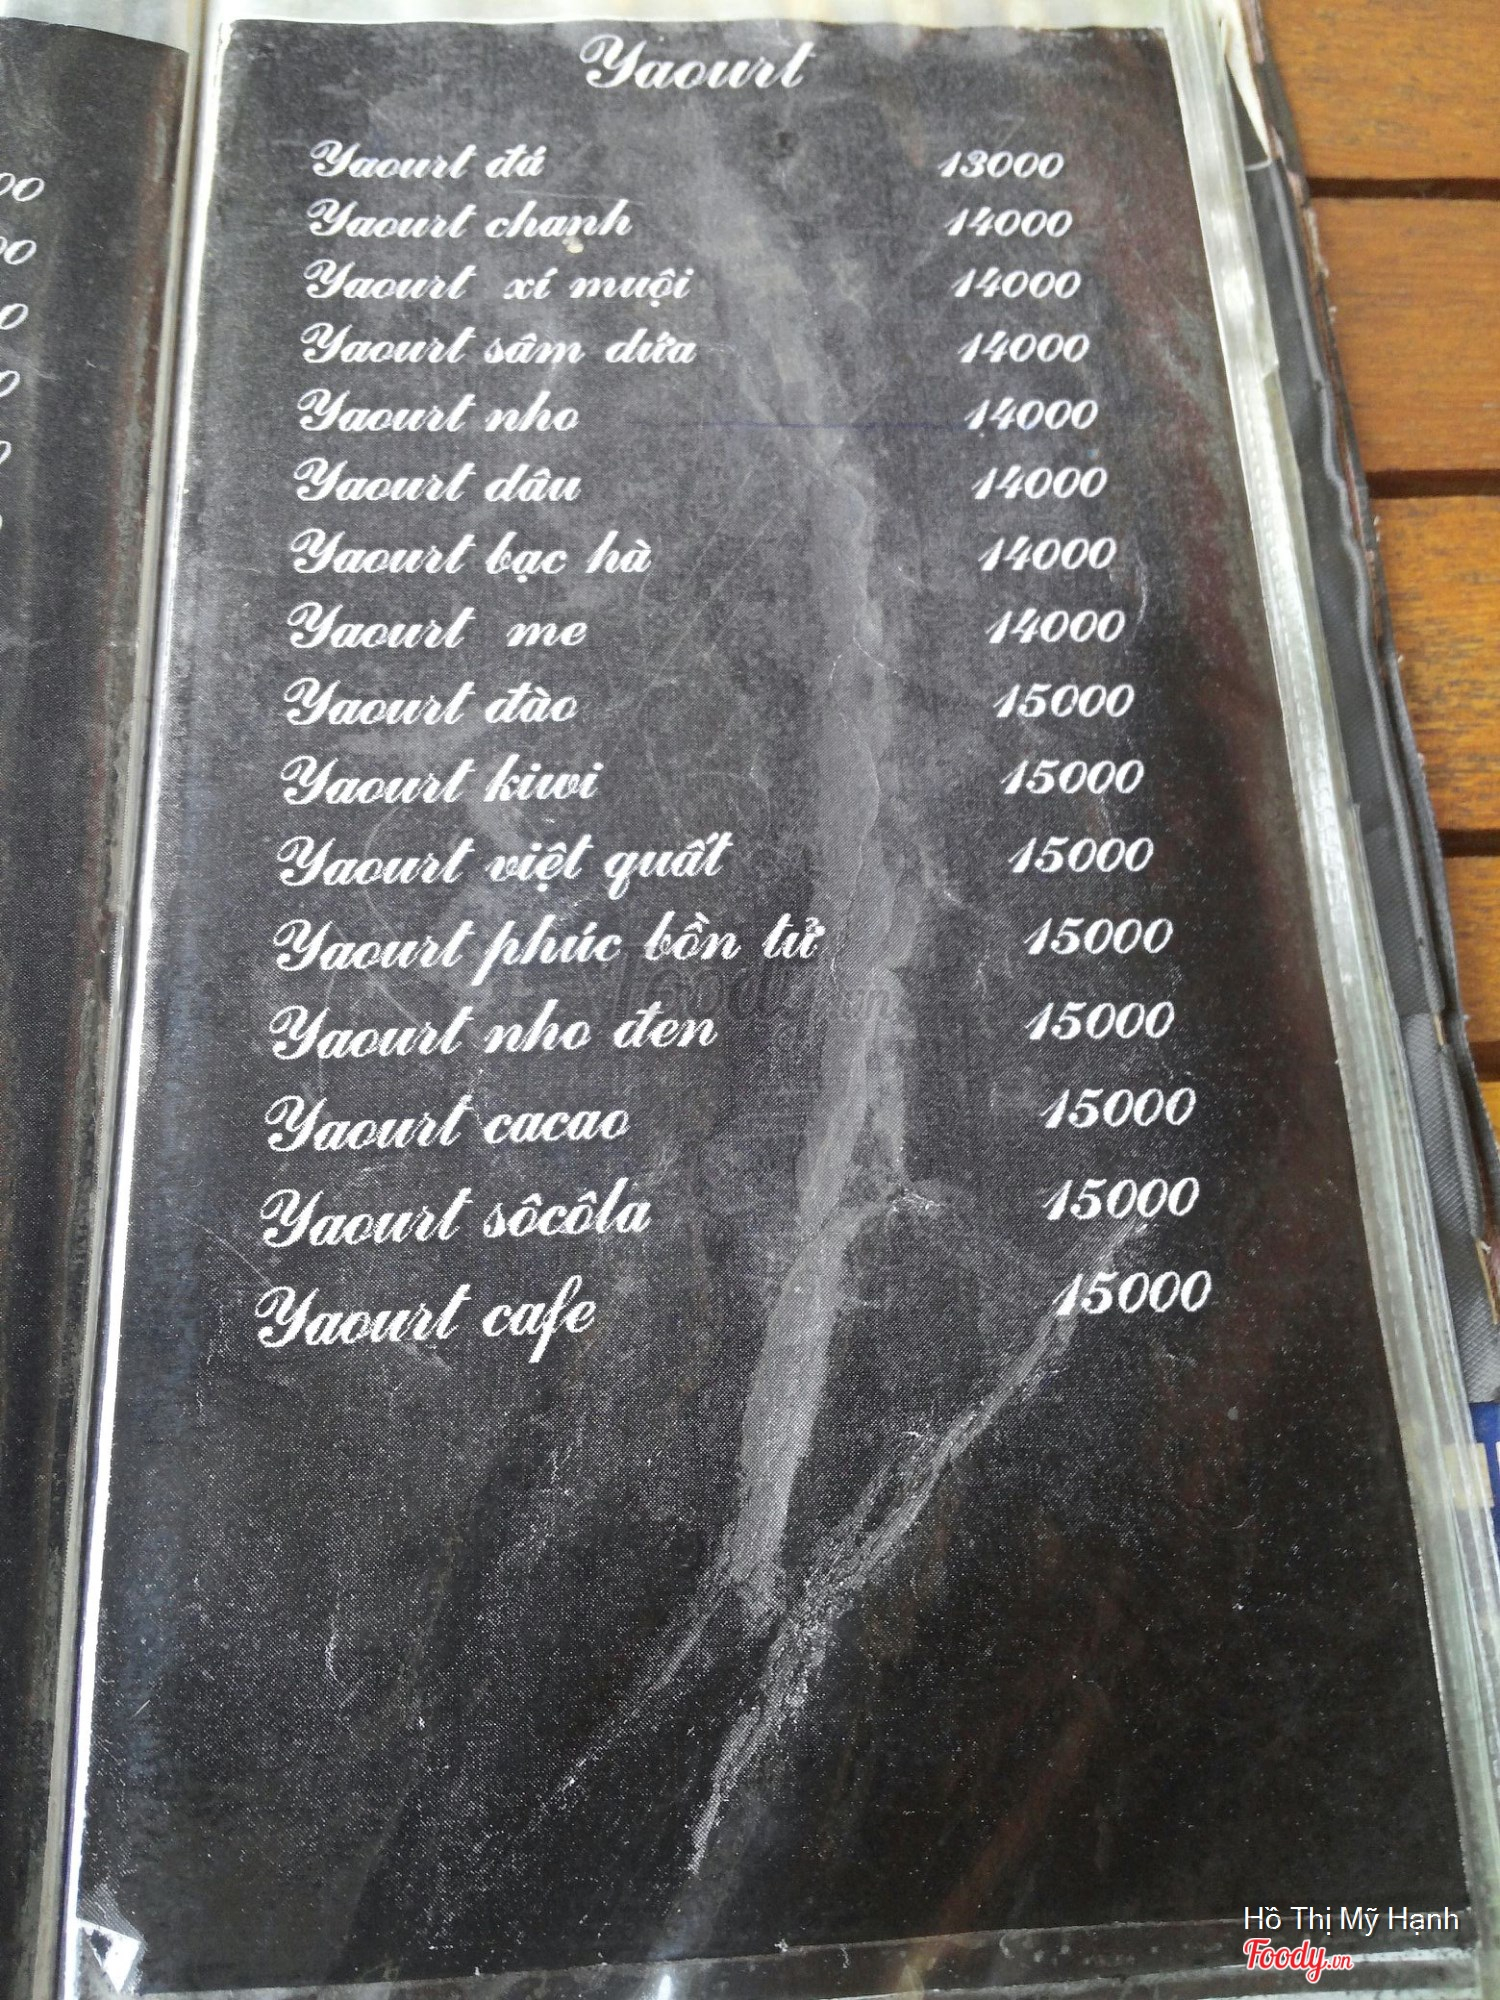 Yaourt
Yaourt đá 13000
Yaourt chanh 14000
Yaourt xí muội 14000
Yaourt sâm dứa 14000
Yaourt nho 14000
Yaourt dâu 14000
Yaourt bạc hà 14000
Yaourt me 14000
Yaourt đào 15000
Yaourt kiwi 15000
Yaourt việt quất 15000
Yaourt phúc bồn tử 15000
Yaourt nho đen 15000
Yaourt cacao 15000
Yaourt sôcôla 15000
Yaourt cafe 15000
Hồ Thị Mỹ Hạnh
Foody.vn